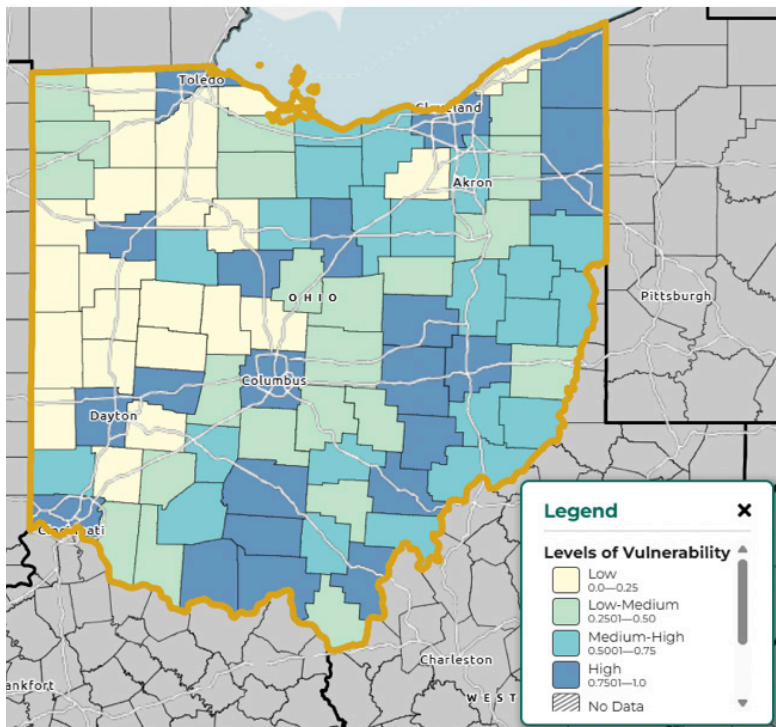 Toledo
Cleveland
Akron
OHIO
Pittsburgh
Columbus
Dayton
Cincinnati
Charleston
ankfort
WEST
Legend
Levels of Vulnerability
Low
0.0—0.25
Low-Medium
0.2501—0.50
Medium-High
0.5001—0.75
High
0.7501—1.0
No Data